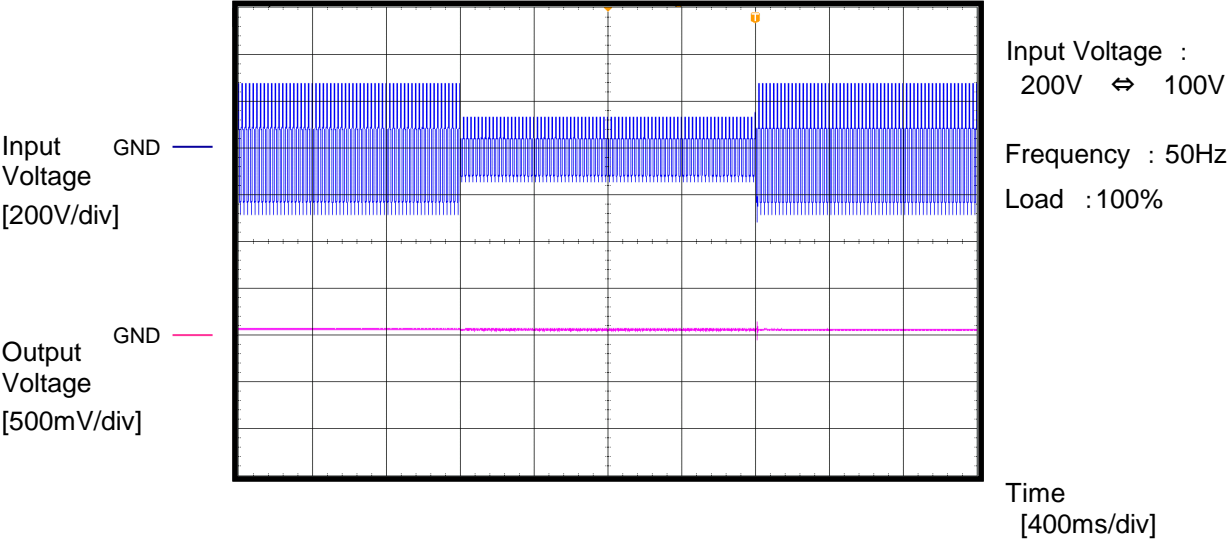 Input Voltage :
200V ⇔ 100V
Frequency : 50Hz
Load :100%
Input
Voltage
[200V/div]
GND
Output
Voltage
[500mV/div]
GND
T
Time
[400ms/div]